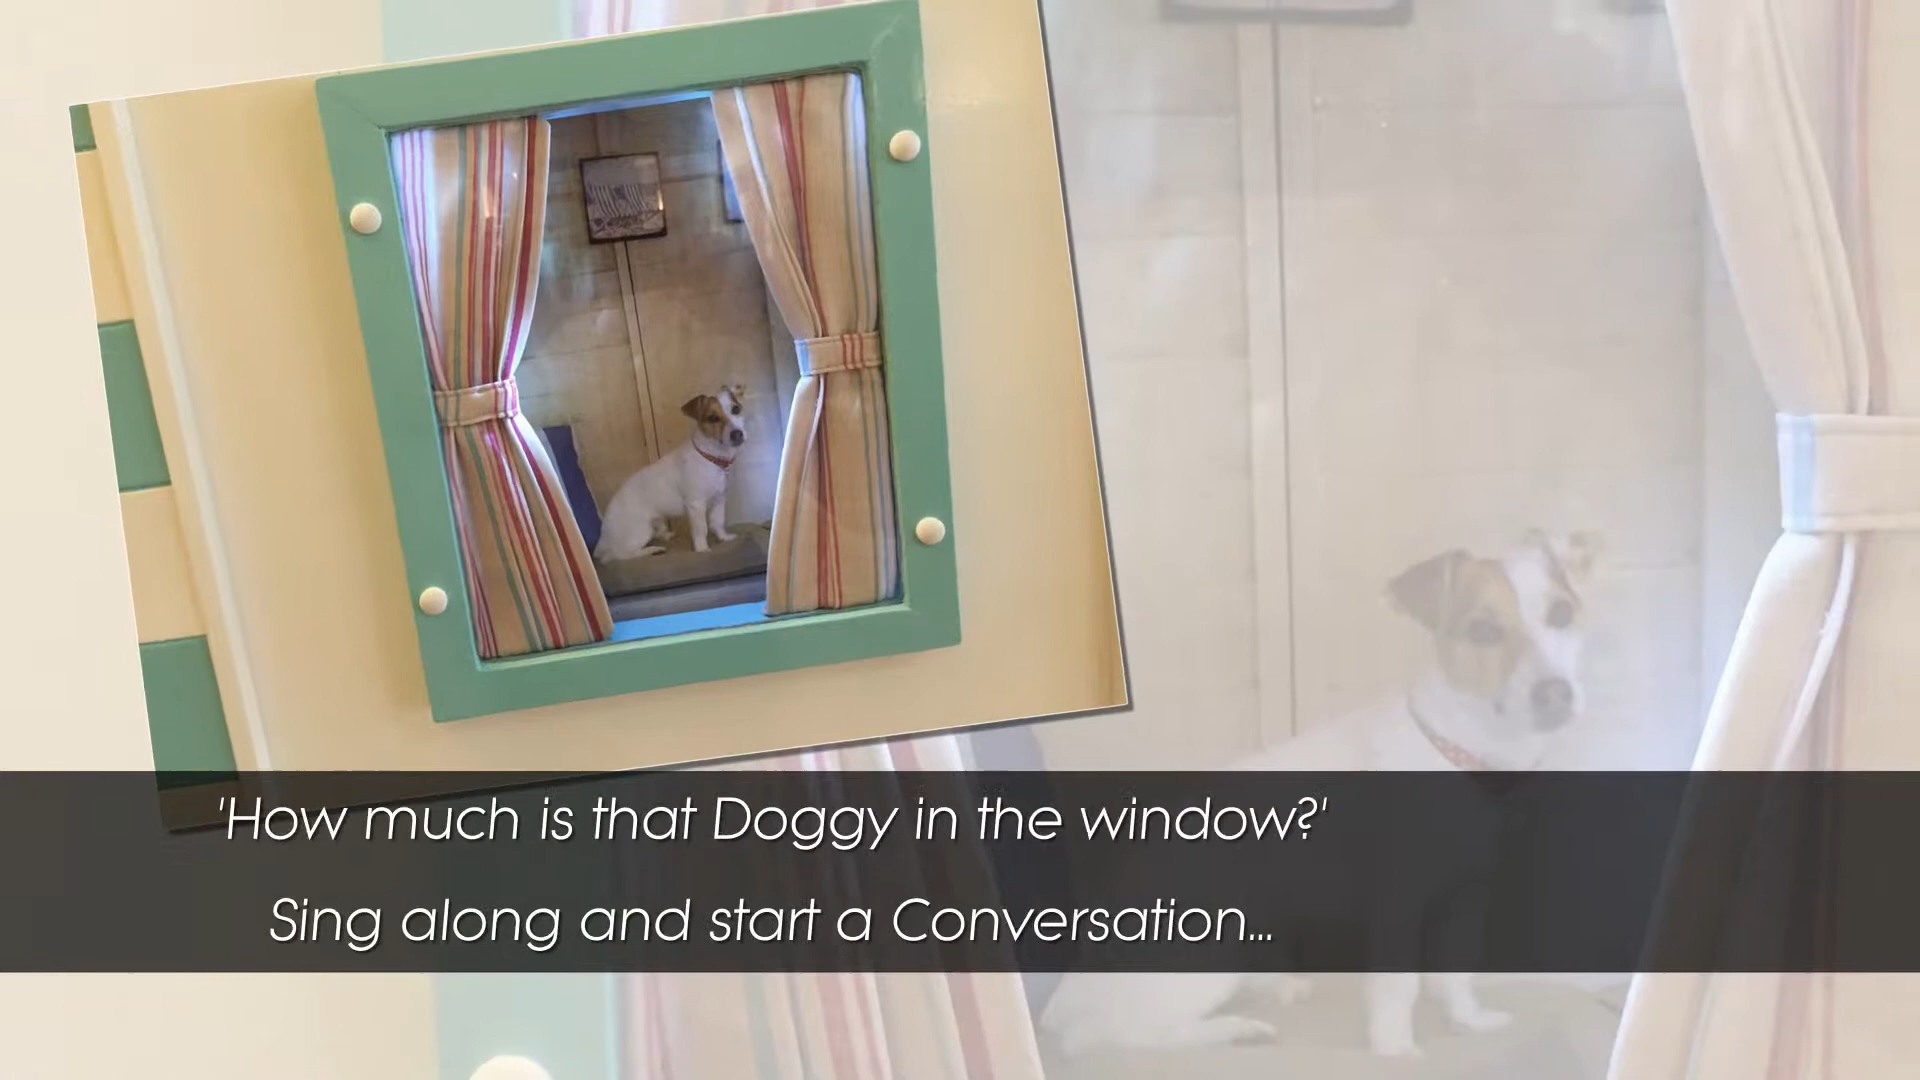 'How much is that Doggy in the window?'
Sing along and start a Conversation...